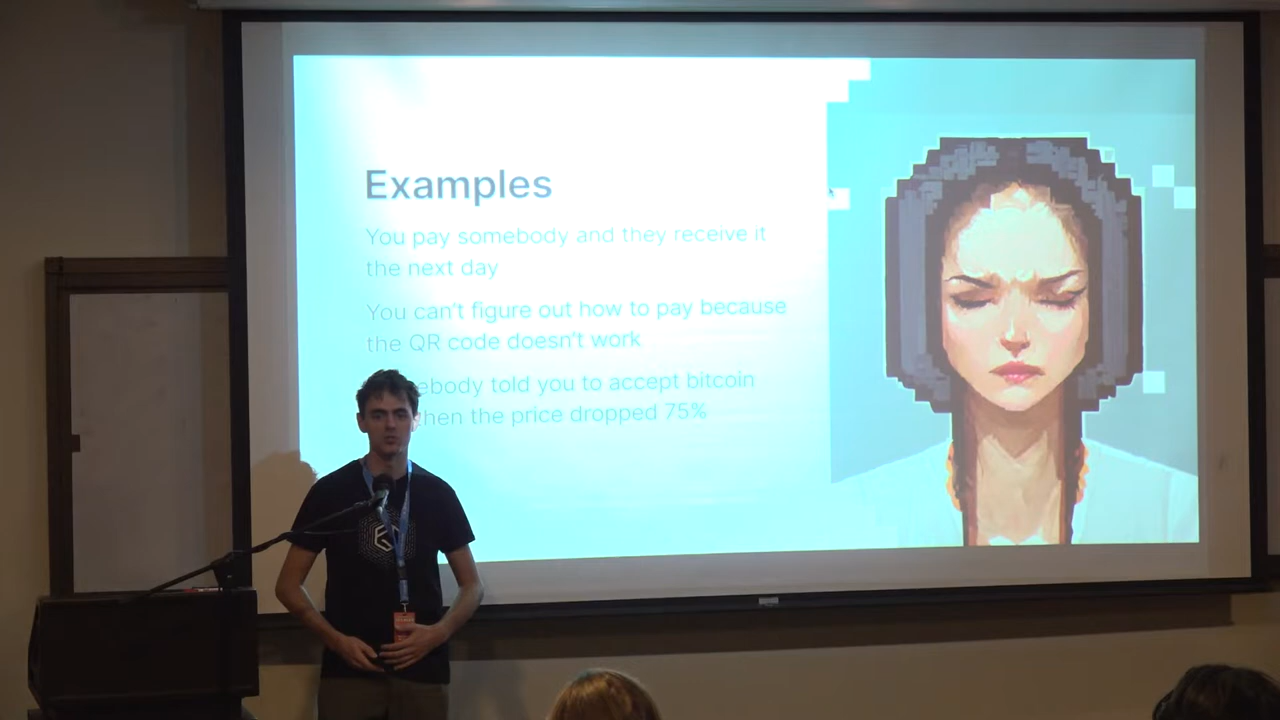 Examples
You pay somebody and they receive it
the next day
You can't figure out how to pay because
the QR code doesn't work
told you to accept bitcoin
the price dropped 75%